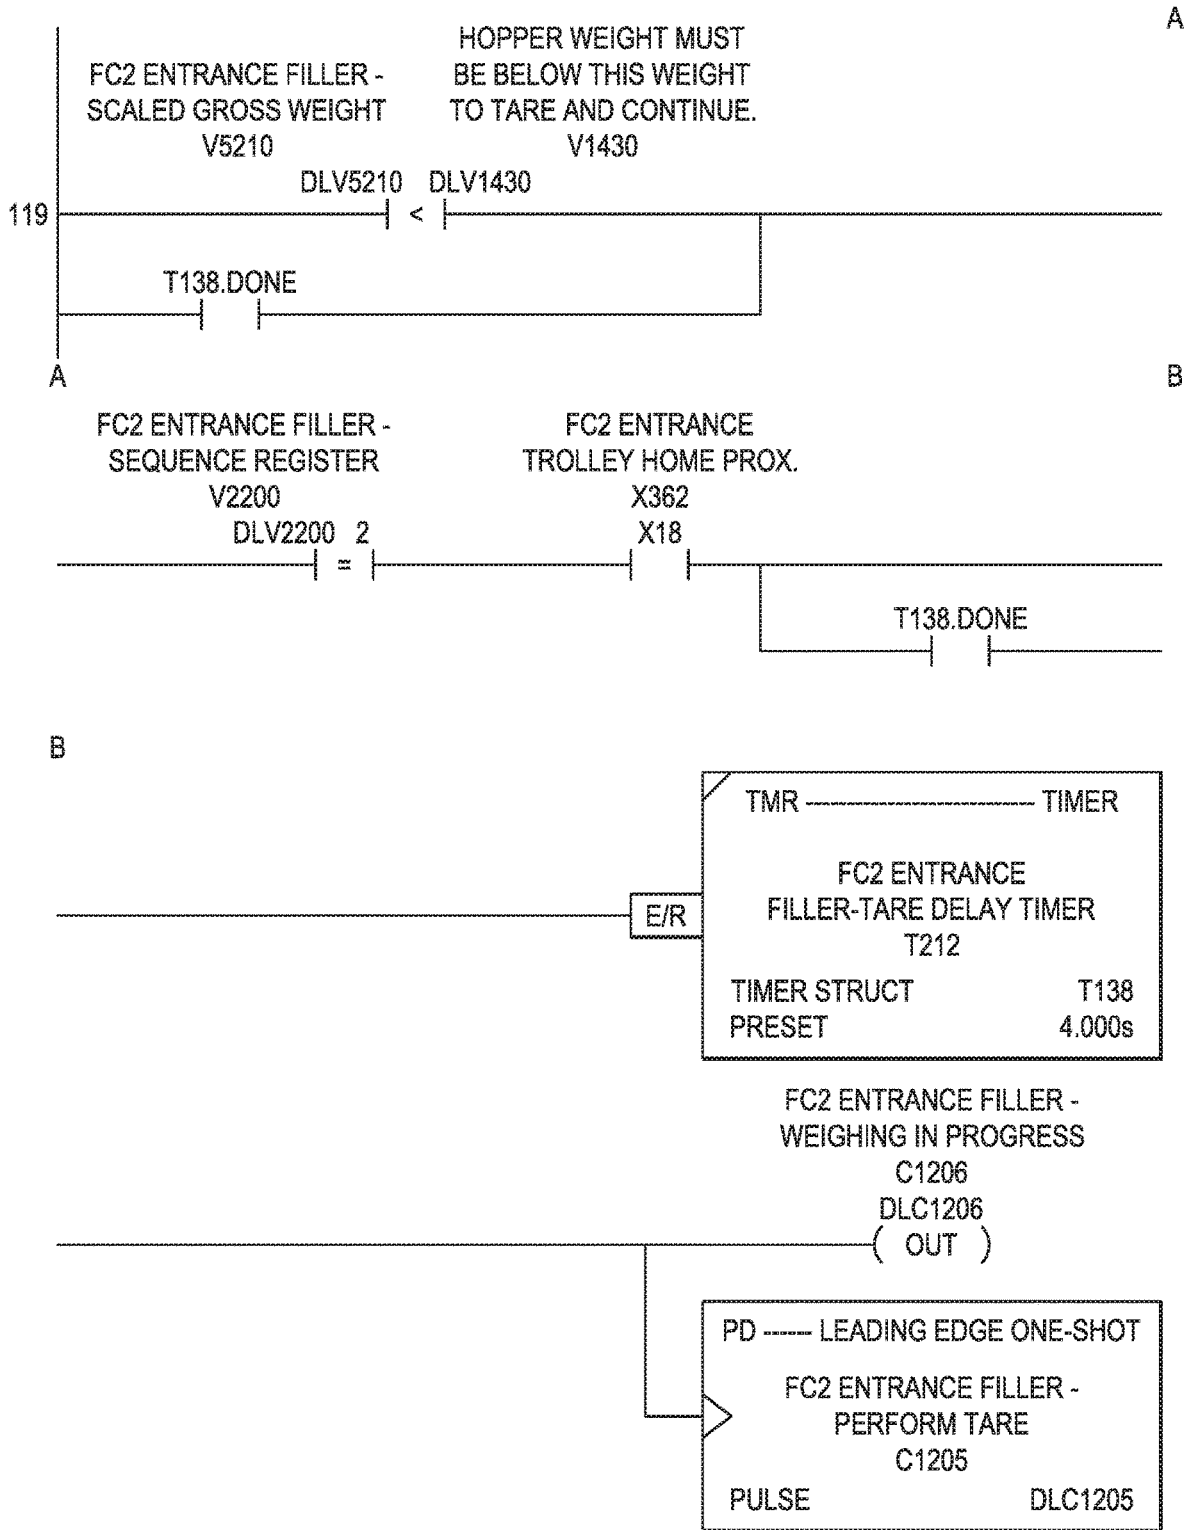 A
FC2 ENTRANCE FILLER -
SCALED GROSS WEIGHT
V5210
HOPPER WEIGHT MUST
BE BELOW THIS WEIGHT
TO TARE AND CONTINUE.
V1430
DLV5210 < DLV1430
119
T138.DONE
A
B
FC2 ENTRANCE FILLER -
SEQUENCE REGISTER
V2200
DLV2200 = 2
FC2 ENTRANCE
TROLLEY HOME PROX.
X362
X18
T138.DONE
B
E/R
TMR ---------------------- TIMER
FC2 ENTRANCE
FILLER-TARE DELAY TIMER
T212
TIMER STRUCT T138
PRESET 4.000s
FC2 ENTRANCE FILLER -
WEIGHING IN PROGRESS
C1206
DLC1206
( OUT )
PD ------ LEADING EDGE ONE-SHOT
FC2 ENTRANCE FILLER -
PERFORM TARE
C1205
PULSE DLC1205